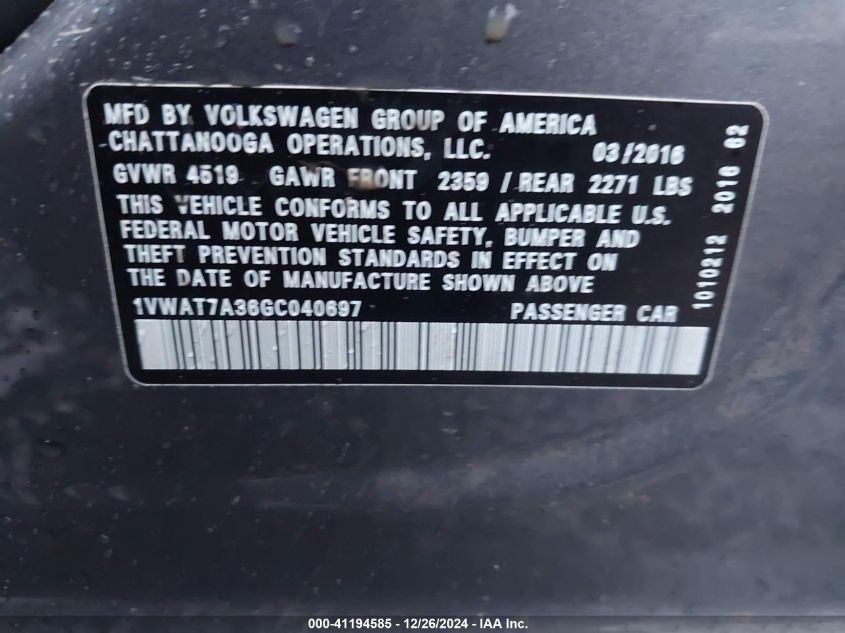 MFD BY VOLKSWAGEN GROUP OF AMERICA
CHATTANOOGA OPERATIONS, LLC. 03/2016
GVWR 4519 GAWR FRONT 2359 / REAR 2271 LBS
THIS VEHICLE CONFORMS TO ALL APPLICABLE U.S.
FEDERAL MOTOR VEHICLE SAFETY, BUMPER AND
THEFT PREVENTION STANDARDS IN EFFECT ON
THE DATE OF MANUFACTURE SHOWN ABOVE
1VWAT7A36GC040697 PASSENGER CAR
1010212 2016 62
000-41194585 - 12/26/2024 - IAA Inc.